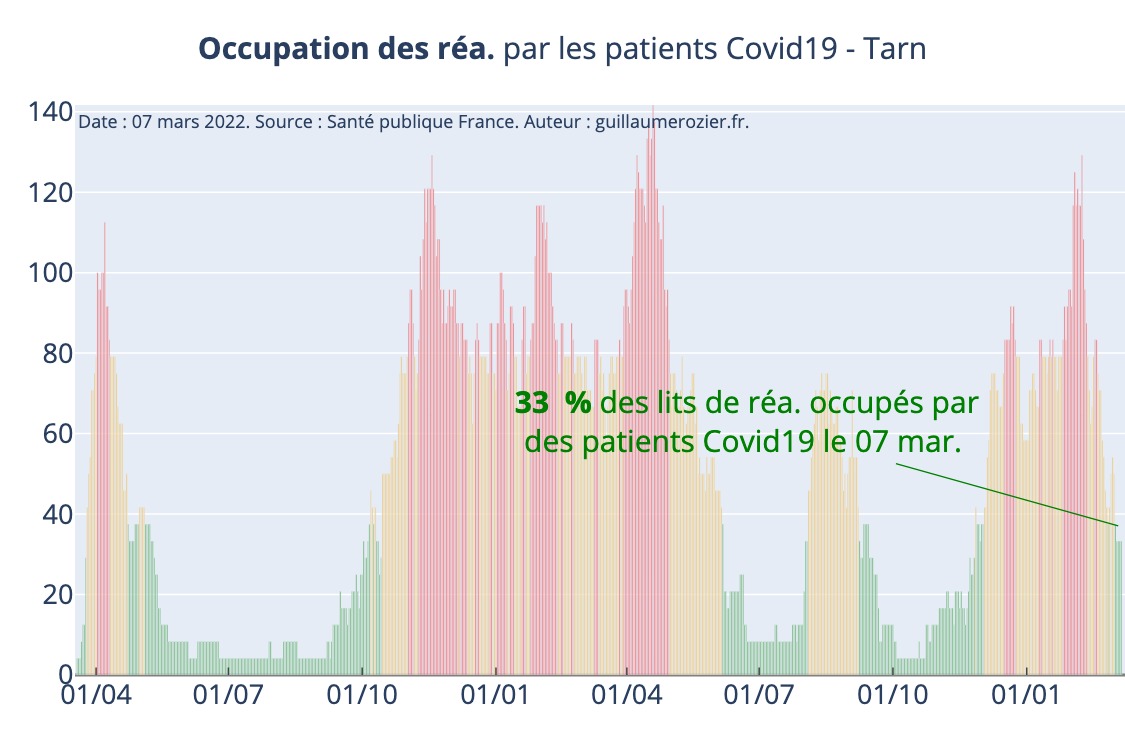 Occupation des réa. par les patients Covid19 - Tarn
140
Date : 07 mars 2022. Source : Santé publique France. Auteur : guillaumerozier.fr.
120
100
80
33 % des lits de réa. occupés par
des patients Covid19 le 07 mar.
60
40
20
0
01/04 01/07 01/10 01/01 01/04 01/07 01/10 01/01